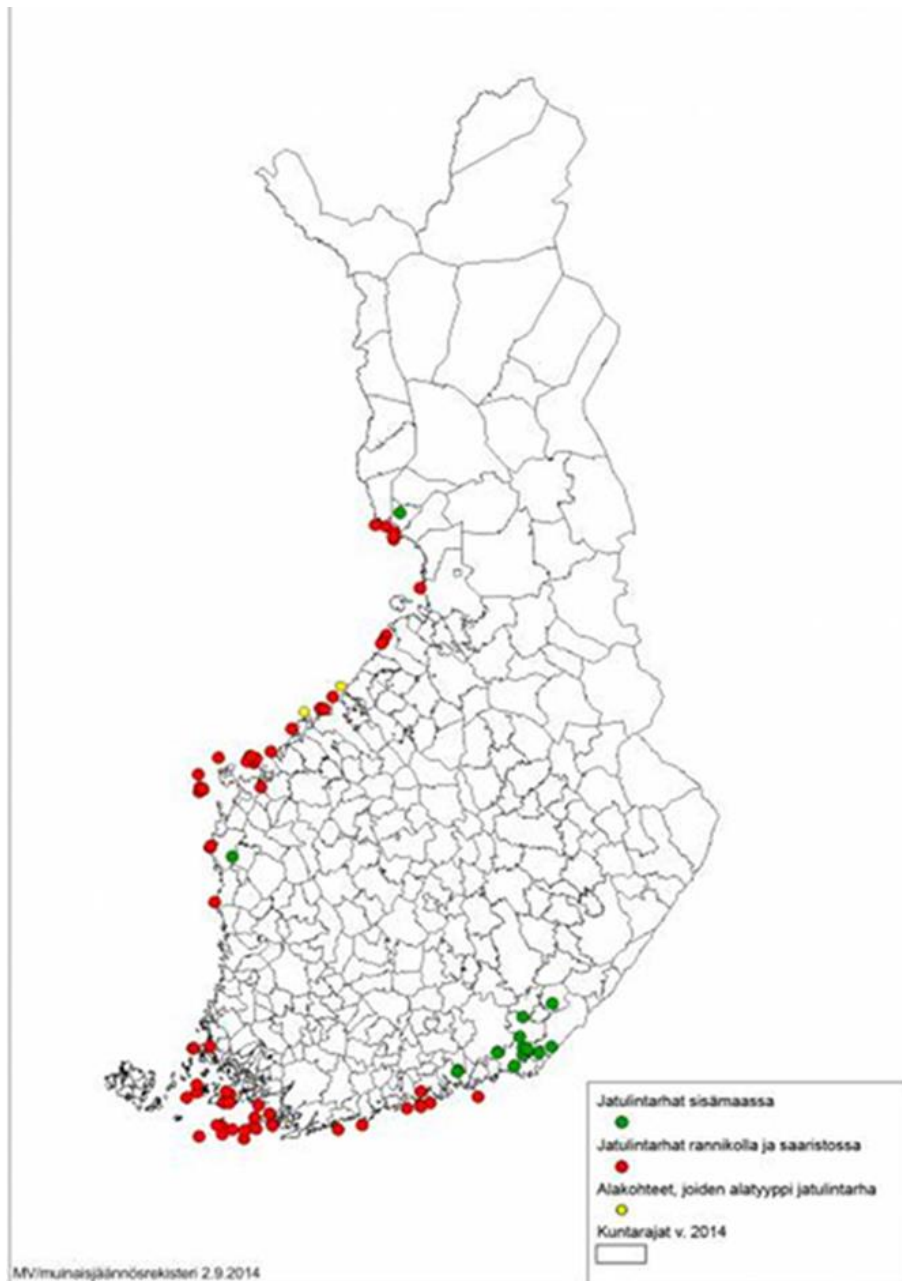 Jatulintarhat sisämaassa
Jatulintarhat rannikolla ja saaristossa
Alakohteet, joiden alatyyppi jatulintarha
Kuntarajat v. 2014
MV/muinaisjäännösrekisteri 2.9.2014